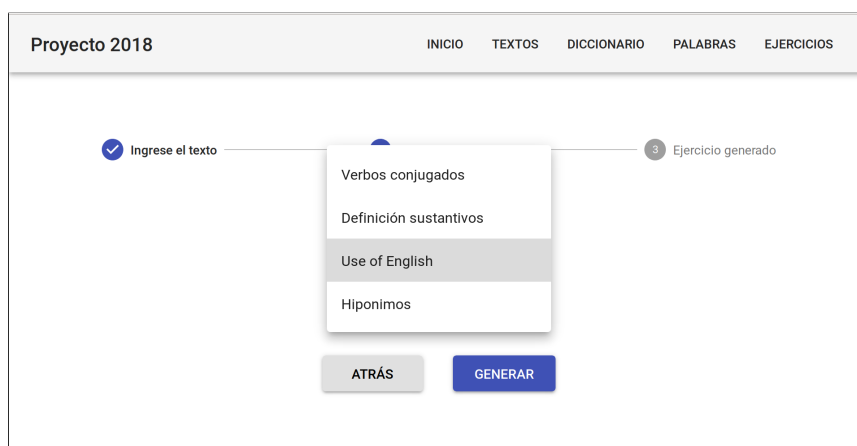 Proyecto 2018 INICIO TEXTOS DICCIONARIO PALABRAS EJERCICIOS
Ingrese el texto 3 Ejercicio generado
Verbos conjugados
Definición sustantivos
Use of English
Hiponimos
ATRÁS GENERAR